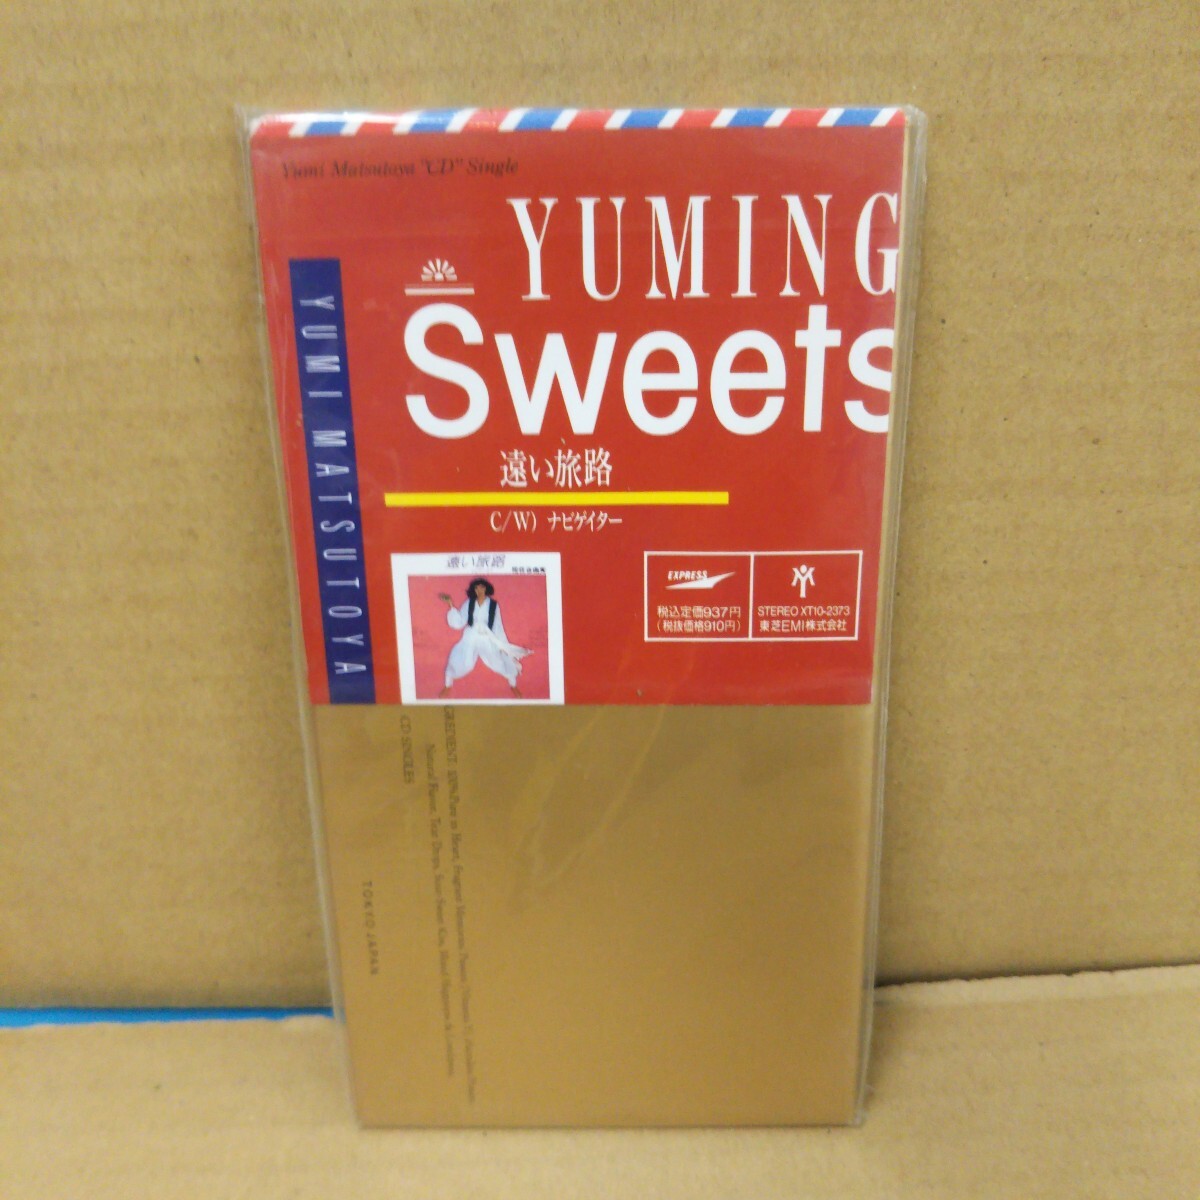 Yumi Matsutoya "CD" Single
YUMING
Sweets
YUMI MATSUTOYA
遠い旅路
C/W) ナビゲイター
遠い旅路
EXPRESS
税込定価937円
(税抜価格910円)
STEREO XT10-2373
東芝EMI株式会社
CD SINGLES
TOKYO JAPAN